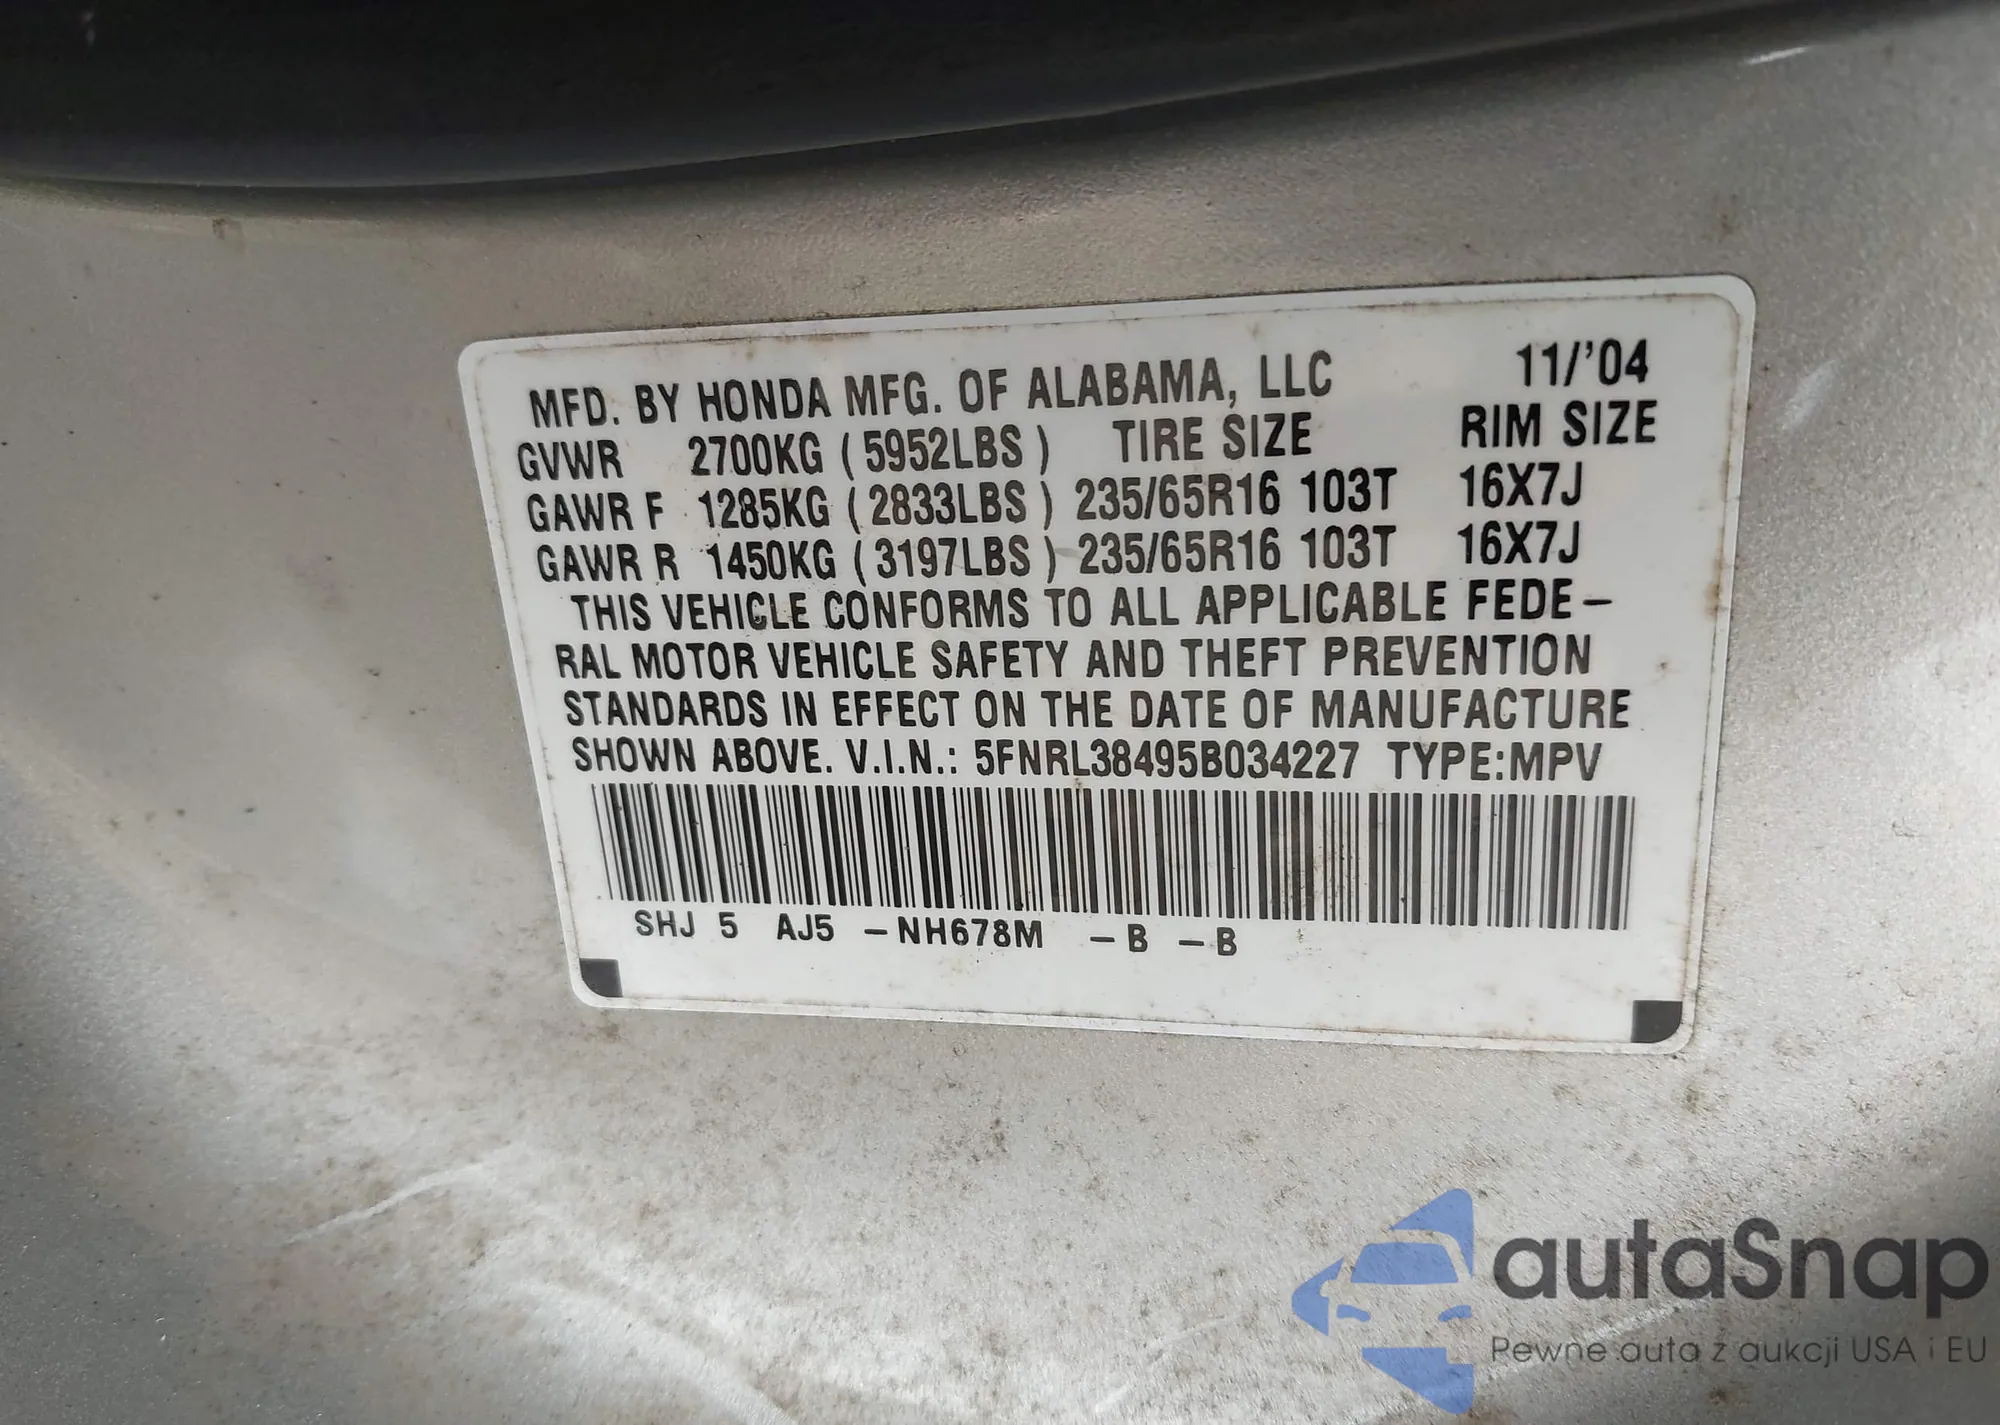 MFD. BY HONDA MFG. OF ALABAMA, LLC 11/'04
GVWR 2700KG (5952LBS) TIRE SIZE RIM SIZE
GAWR F 1285KG (2833LBS) 235/65R16 103T 16X7J
GAWR R 1450KG (3197LBS) 235/65R16 103T 16X7J
THIS VEHICLE CONFORMS TO ALL APPLICABLE FEDE-
RAL MOTOR VEHICLE SAFETY AND THEFT PREVENTION
STANDARDS IN EFFECT ON THE DATE OF MANUFACTURE
SHOWN ABOVE. V.I.N.: 5FNRL38495B034227 TYPE:MPV
SHJ 5 AJ5 -NH678M -B -B
autaSnap
Pewne auta z aukcji USA i EU